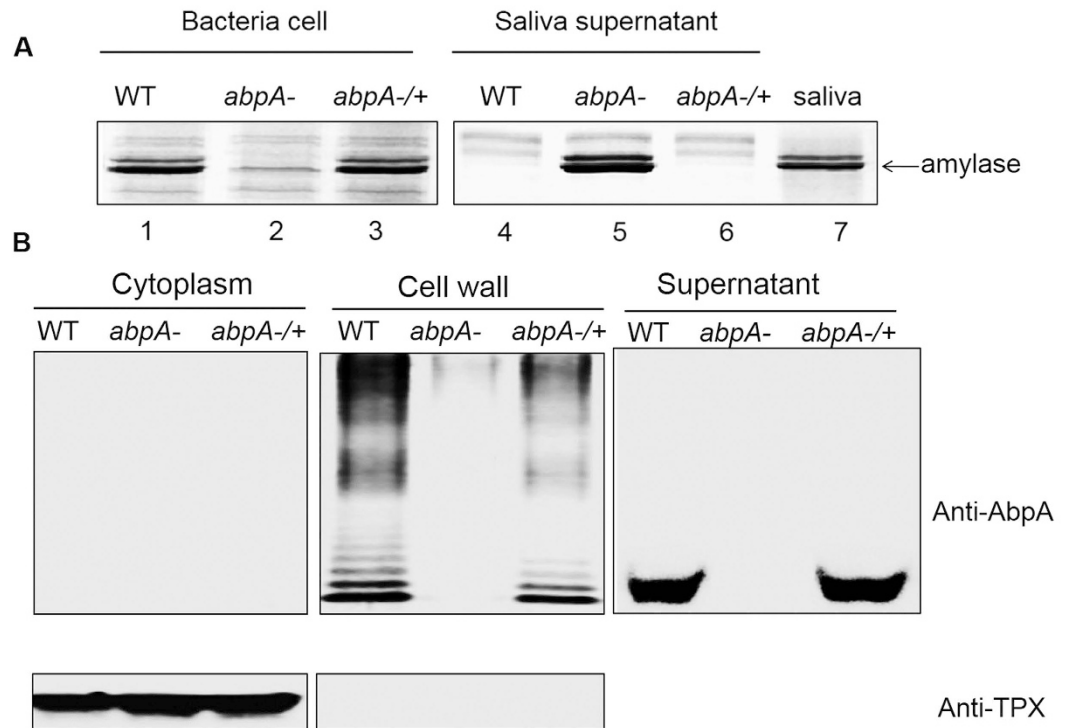 A
Bacteria cell
Saliva supernatant
WT abpA- abpA-/+ WT abpA- abpA-/+ saliva
←amylase
1 2 3 4 5 6 7
B
Cytoplasm Cell wall Supernatant
WT abpA- abpA-/+ WT abpA- abpA-/+ WT abpA- abpA-/+
Anti-AbpA
Anti-TPX